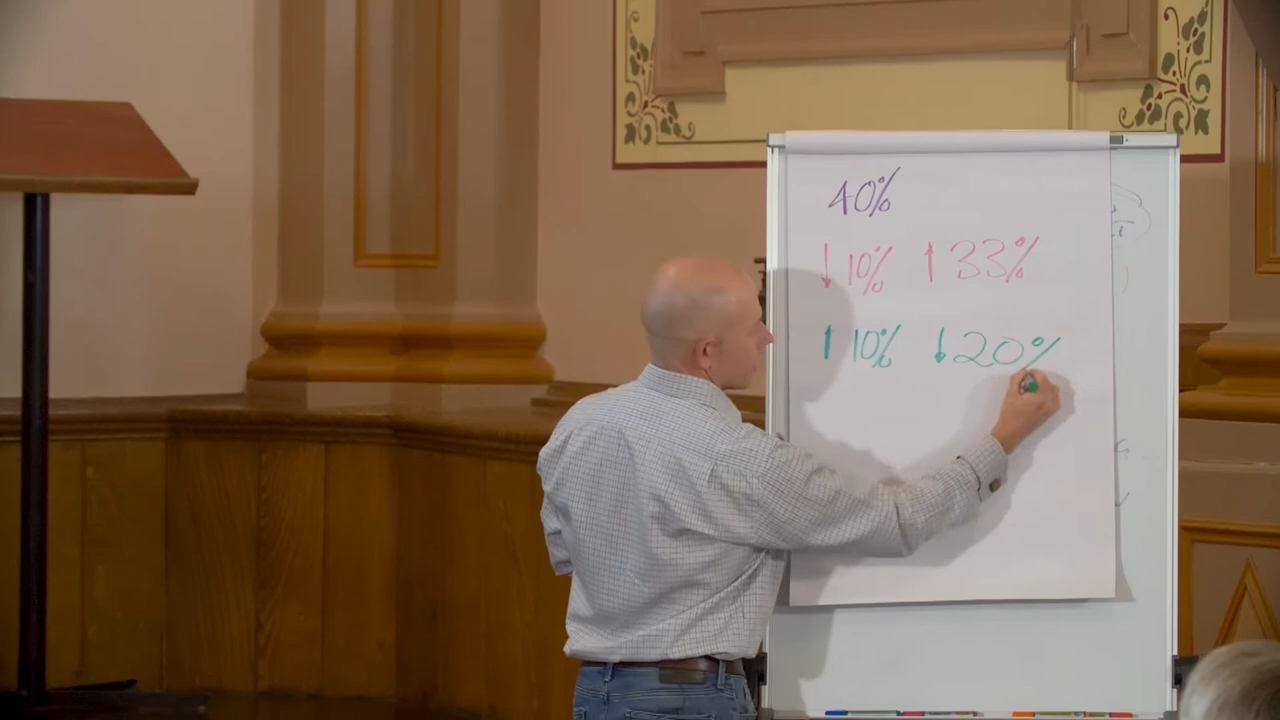 40%
↓ 10% ↑ 33%
↑ 10% ↓ 20%